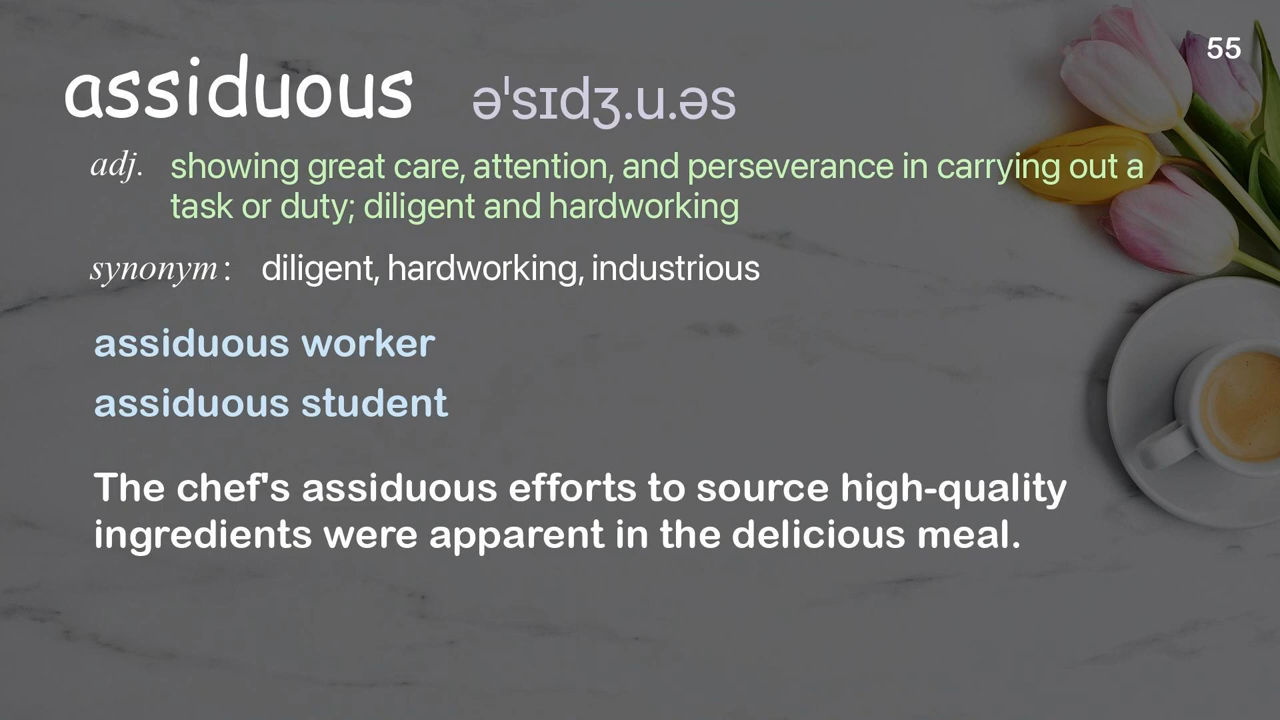 55
assiduous əˈsɪdʒ.u.əs
adj. showing great care, attention, and perseverance in carrying out a
task or duty; diligent and hardworking
synonym: diligent, hardworking, industrious
assiduous worker
assiduous student
The chef's assiduous efforts to source high-quality
ingredients were apparent in the delicious meal.